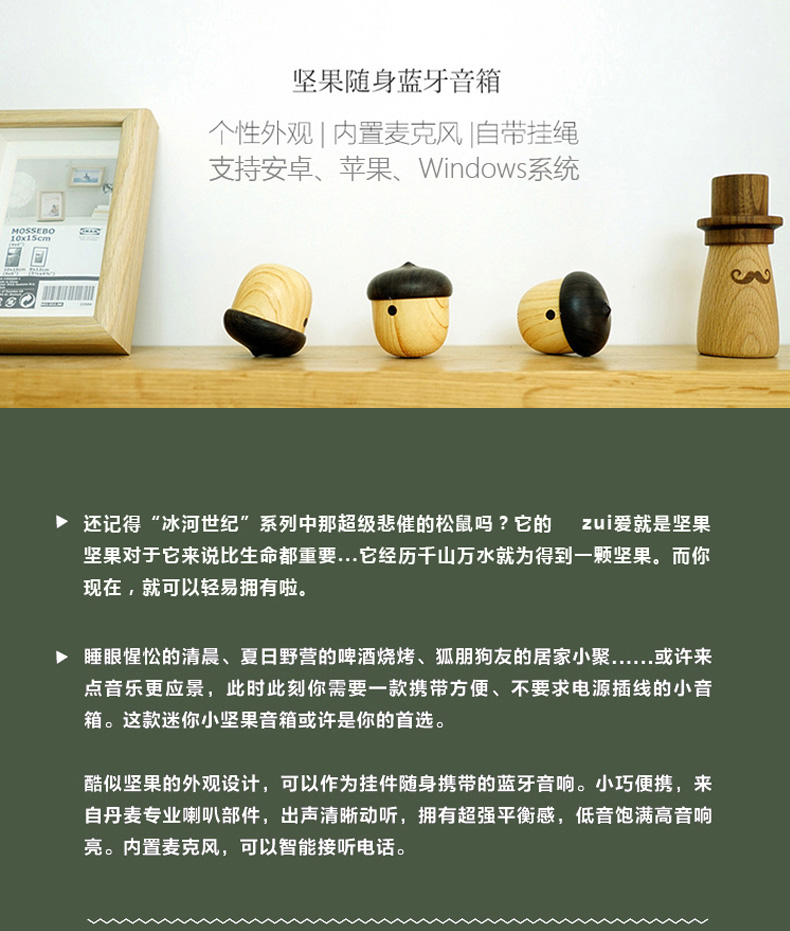 坚果随身蓝牙音箱
个性外观 | 内置麦克风 |自带挂绳
支持安卓、苹果、Windows系统
MOSSEBO
10x15cm
IKEA
▶ 还记得“冰河世纪”系列中那超级悲催的松鼠吗？它的 zui爱就是坚果
坚果对于它来说比生命都重要...它经历千山万水就为得到一颗坚果。而你
现在，就可以轻易拥有啦。
▶ 睡眼惺忪的清晨、夏日野营的啤酒烧烤、狐朋狗友的居家小聚......或许来
点音乐更应景，此时此刻你需要一款携带方便、不要求电源插线的小音
箱。这款迷你小坚果音箱或许是你的首选。
酷似坚果的外观设计，可以作为挂件随身携带的蓝牙音响。小巧便携，来
自丹麦专业喇叭部件，出声清晰动听，拥有超强平衡感，低音饱满高音响
亮。内置麦克风，可以智能接听电话。